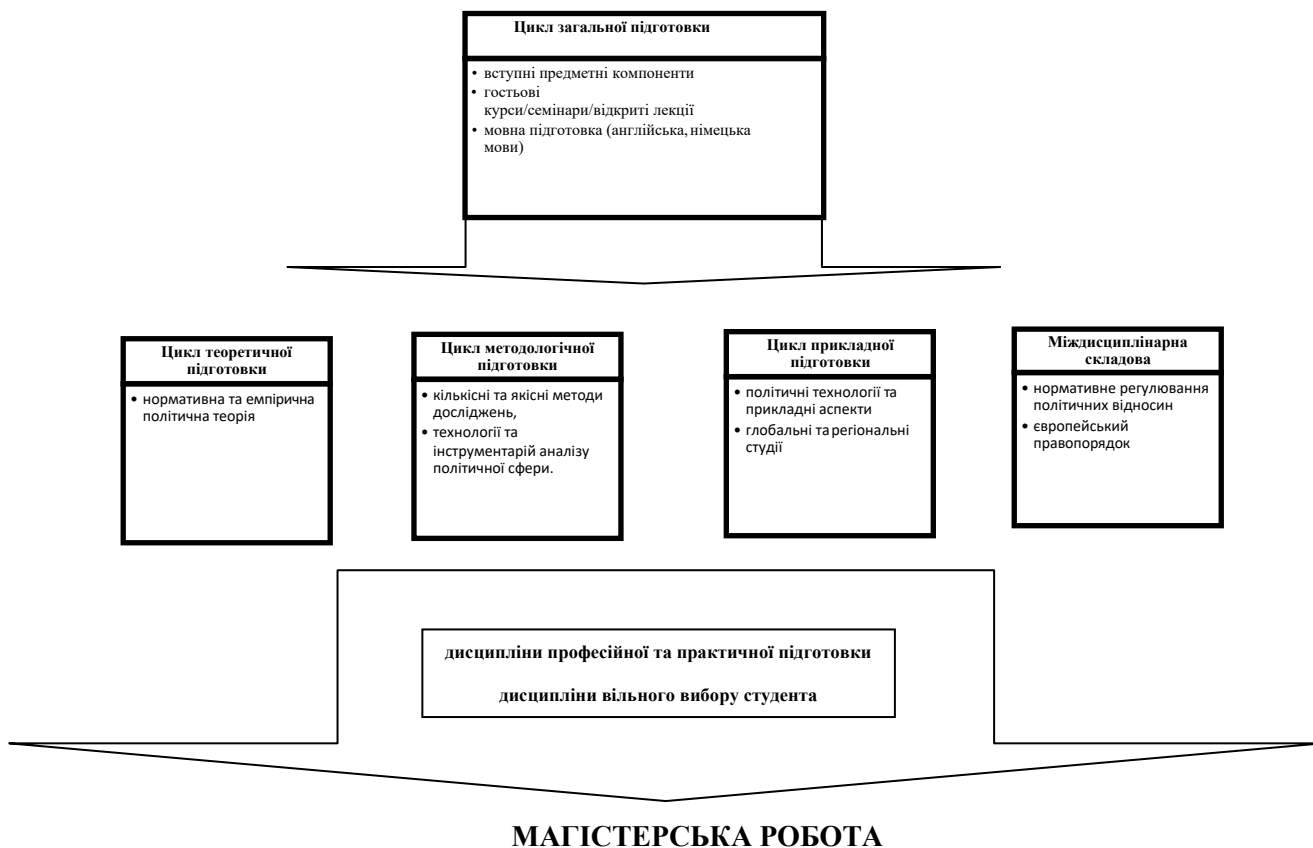 Цикл загальної підготовки
• вступні предметні компоненти
• гостьові
курси/семінари/відкриті лекції
• мовна підготовка (англійська, німецька
мови)
Цикл теоретичної
підготовки
• нормативна та емпірична
політична теорія
Цикл методологічної
підготовки
• кількісні та якісні методи
досліджень,
• технології та
інструментарій аналізу
політичної сфери.
Цикл прикладної
підготовки
• політичні технології та
прикладні аспекти
• глобальні та регіональні
студії
Міждисциплінарна
складова
• нормативне регулювання
політичних відносин
• європейський
правопорядок
дисципліни професійної та практичної підготовки
дисципліни вільного вибору студента
МАГІСТЕРСЬКА РОБОТА